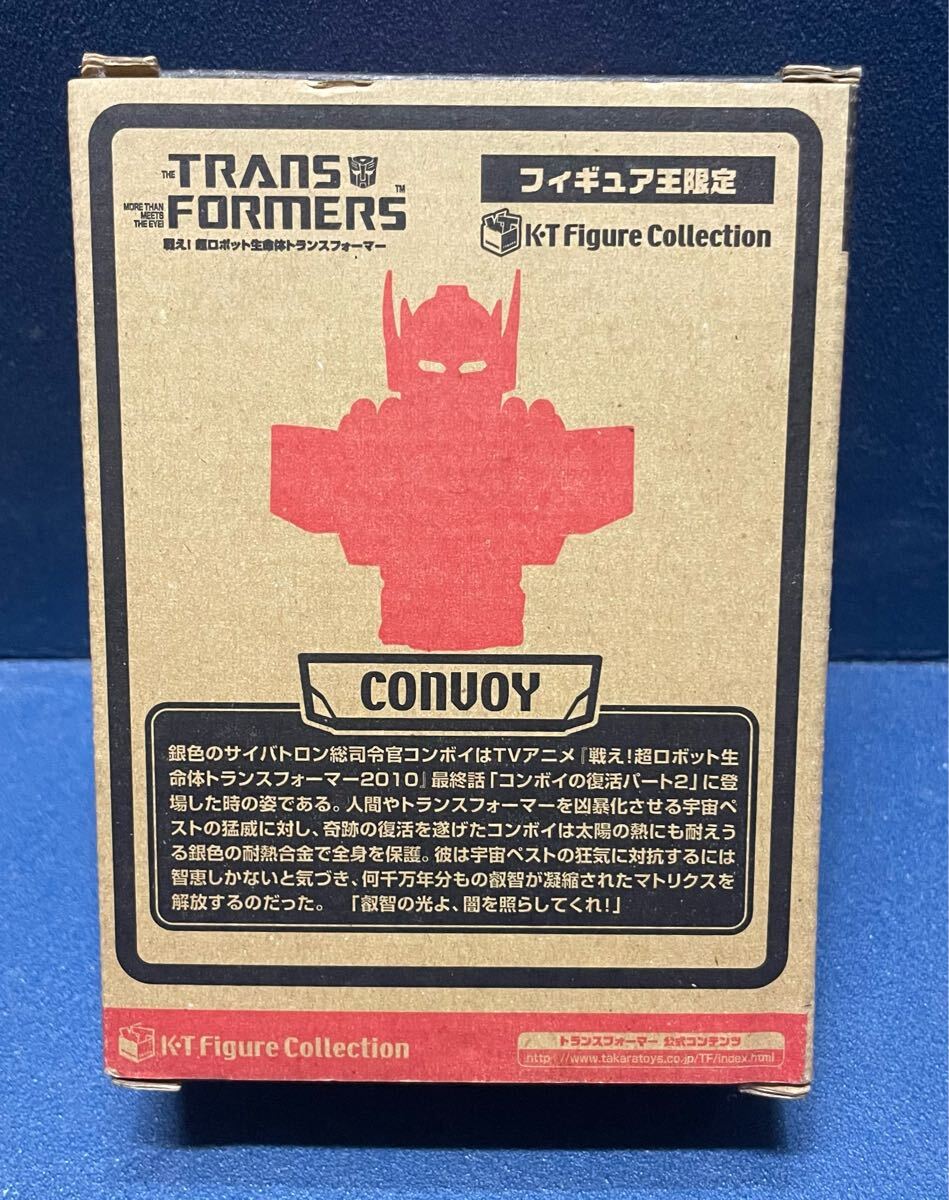 THE TRANS
FORMERS™
MORE THAN
MEETS
THE EYE!
戦え! 超ロボット生命体トランスフォーマー
フィギュア王限定
K・T Figure Collection
CONVOY
銀色のサイバトロン総司令官コンボイはTVアニメ『戦え!超ロボット生
命体トランスフォーマー2010』最終話「コンボイの復活パート2」に登
場した時の姿である。人間やトランスフォーマーを凶暴化させる宇宙ペ
ストの猛威に対し、奇跡の復活を遂げたコンボイは太陽の熱にも耐えう
る銀色の耐熱合金で全身を保護。彼は宇宙ペストの狂気に対抗するには
智恵しかないと気づき、何千万年分もの叡智が凝縮されたマトリクスを
解放するのだった。 「叡智の光よ、闇を照らしてくれ!」
K・T Figure Collection
トランスフォーマー 公式コンテンツ
http://www.takaratoys.co.jp/TF/index.html